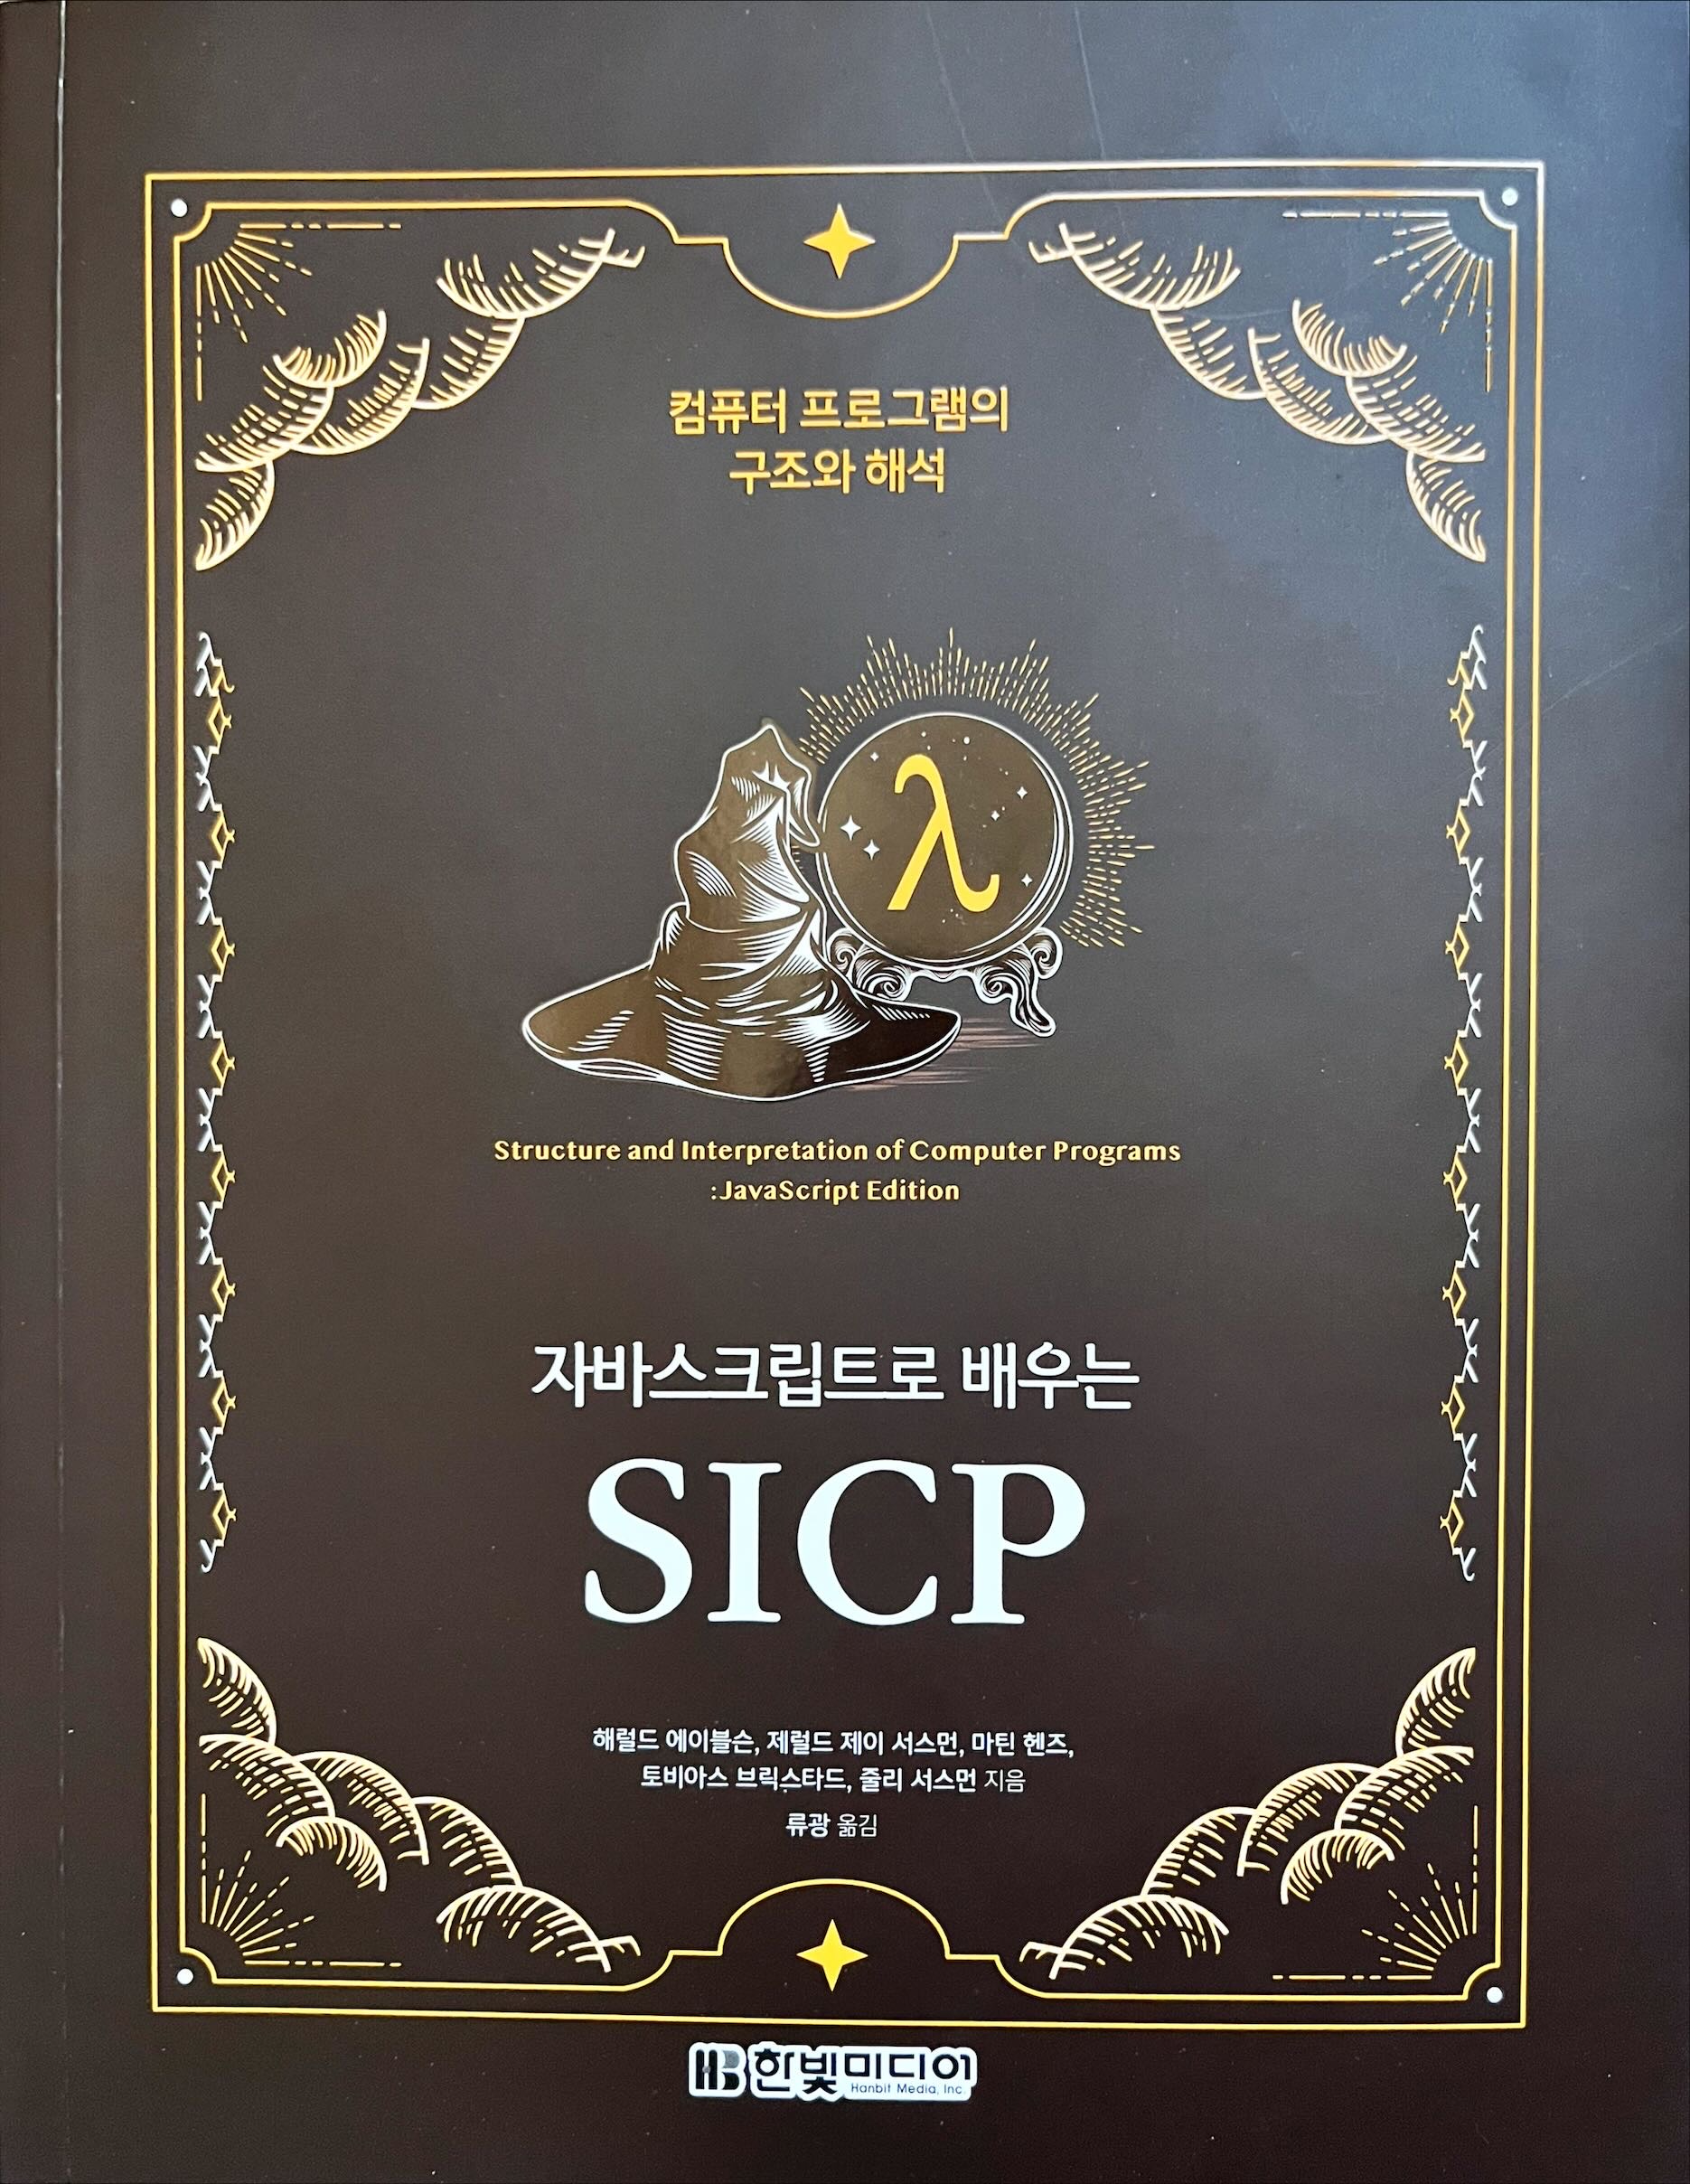 컴퓨터 프로그램의
구조와 해석
λ
Structure and Interpretation of Computer Programs
:JavaScript Edition
자바스크립트로 배우는
SICP
해럴드 에이블슨, 제럴드 제이 서스먼, 마틴 헨즈,
토비아스 브릭스타드, 줄리 서스먼 지음
류광 옮김
HB 한빛미디어
Hanbit Media, Inc.